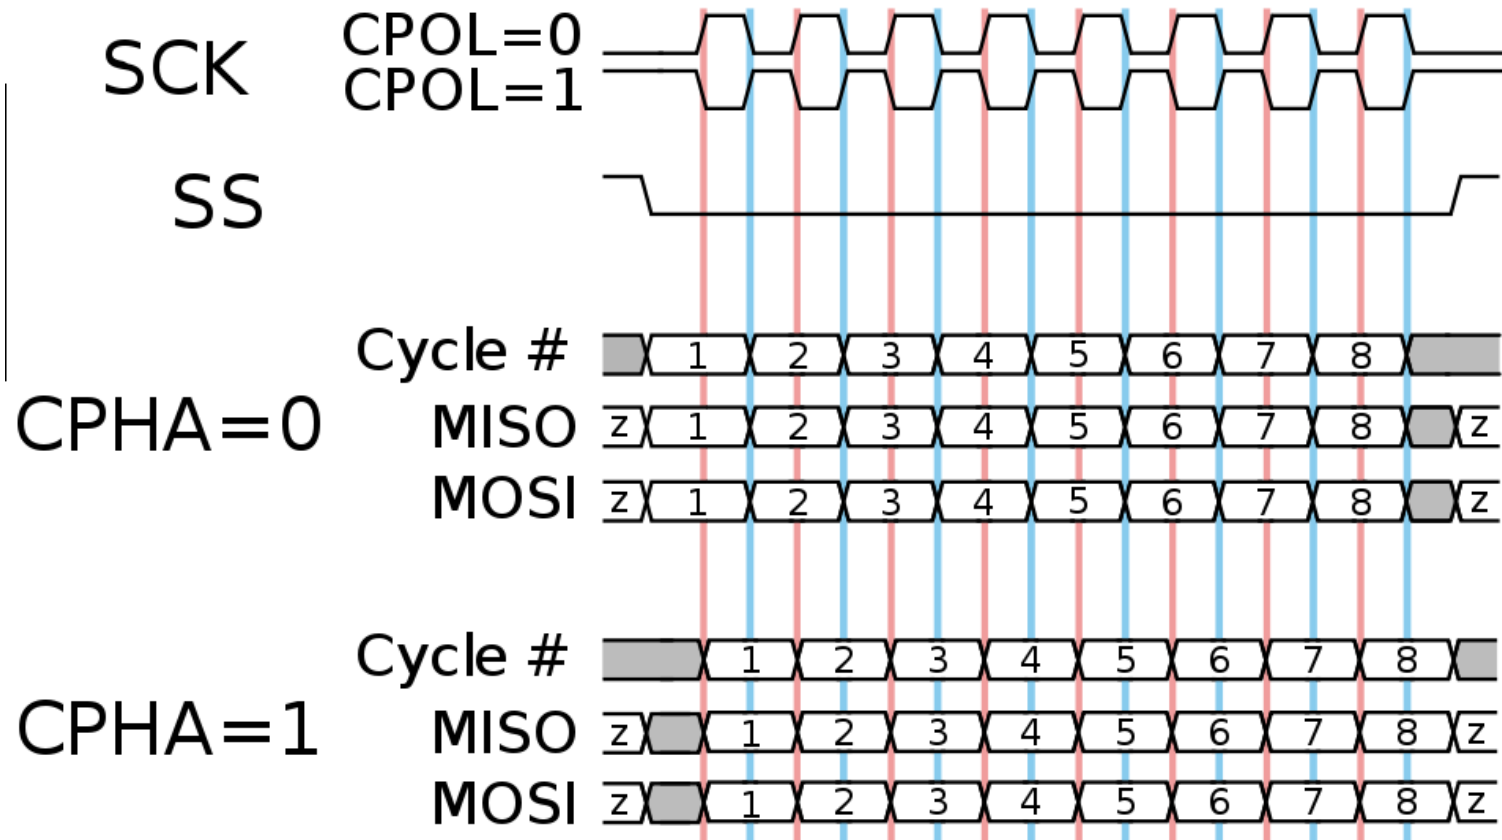 SCK CPOL=0
CPOL=1
SS
Cycle # 1 2 3 4 5 6 7 8
CPHA=0 MISO z 1 2 3 4 5 6 7 8 z
MOSI z 1 2 3 4 5 6 7 8 z
Cycle # 1 2 3 4 5 6 7 8
CPHA=1 MISO z 1 2 3 4 5 6 7 8 z
MOSI z 1 2 3 4 5 6 7 8 z